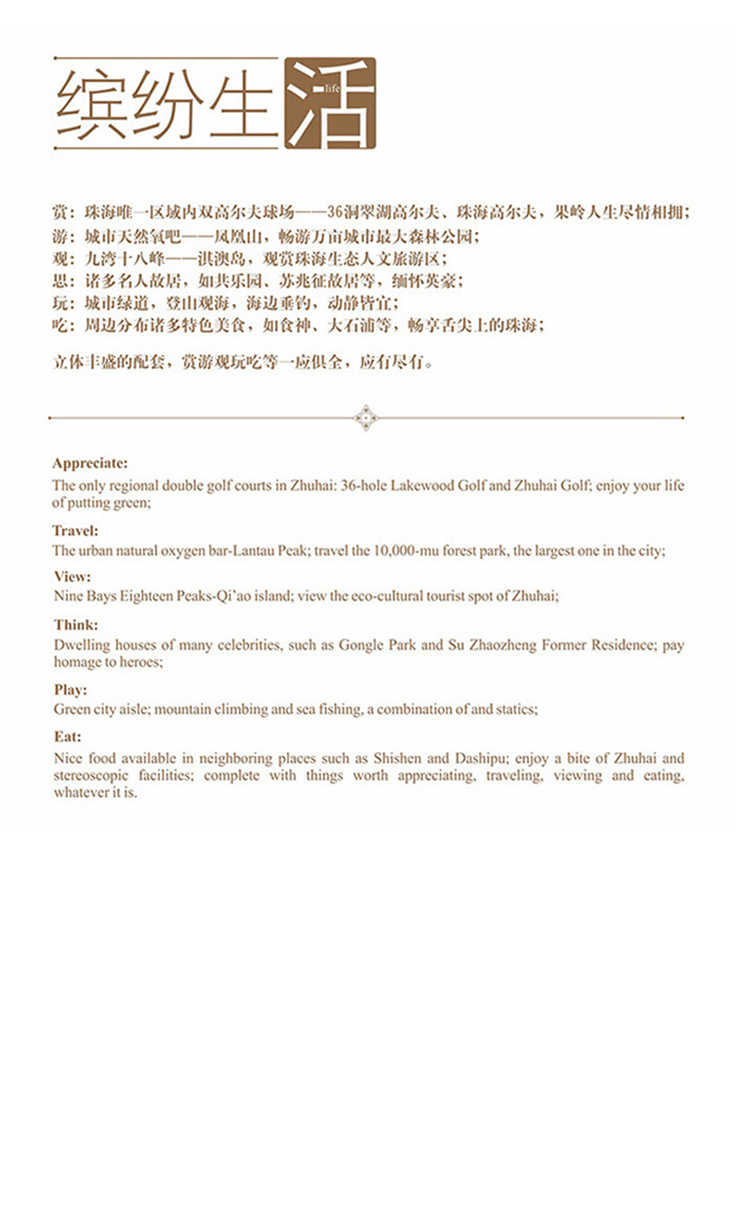 缤纷生活
life
赏：珠海唯一区域内双高尔夫球场——36洞翠湖高尔夫、珠海高尔夫，果岭人生尽情相拥；
游：城市天然氧吧——凤凰山，畅游万亩城市最大森林公园；
观：九湾十八峰——淇澳岛，观赏珠海生态人文旅游区；
思：诸多名人故居，如共乐园、苏兆征故居等，缅怀英豪；
玩：城市绿道，登山观海，海边垂钓，动静皆宜；
吃：周边分布诸多特色美食，如食神、大石浦等，畅享舌尖上的珠海；
立体丰盛的配套，赏游观玩吃等一应俱全，应有尽有。
Appreciate:
The only regional double golf courts in Zhuhai: 36-hole Lakewood Golf and Zhuhai Golf; enjoy your life
of putting green;
Travel:
The urban natural oxygen bar-Lantau Peak; travel the 10,000-mu forest park, the largest one in the city;
View:
Nine Bays Eighteen Peaks-Qi'ao island; view the eco-cultural tourist spot of Zhuhai;
Think:
Dwelling houses of many celebrities, such as Gongle Park and Su Zhaozheng Former Residence; pay
homage to heroes;
Play:
Green city aisle; mountain climbing and sea fishing, a combination of and statics;
Eat:
Nice food available in neighboring places such as Shishen and Dashipu; enjoy a bite of Zhuhai and
stereoscopic facilities; complete with things worth appreciating, traveling, viewing and eating,
whatever it is.